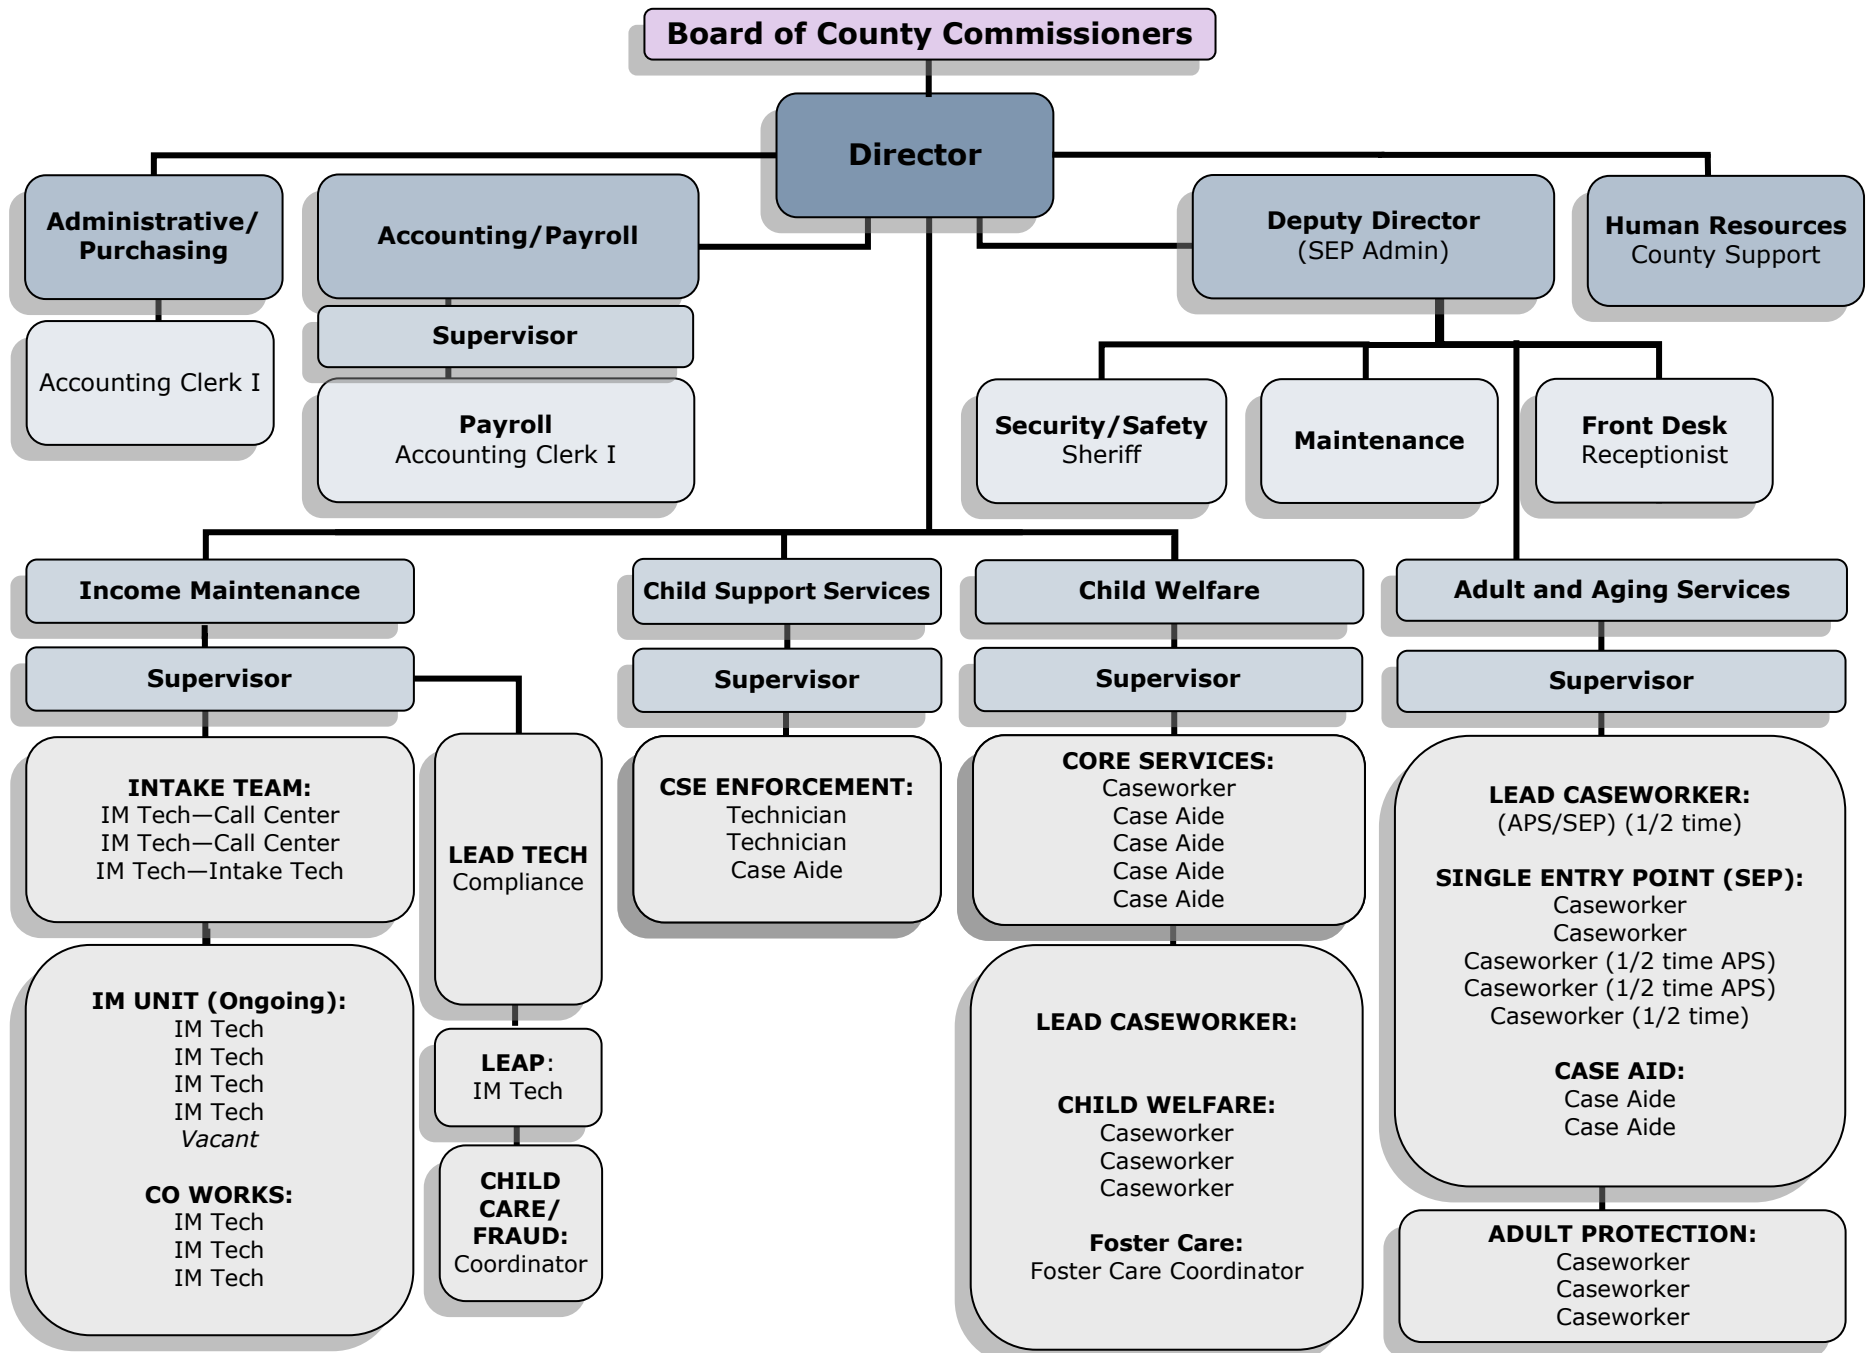 Board of County Commissioners
Director
Administrative/
Purchasing
Accounting/Payroll
Deputy Director
(SEP Admin)
Human Resources
County Support
Accounting Clerk I
Supervisor
Payroll
Accounting Clerk I
Security/Safety
Sheriff
Maintenance
Front Desk
Receptionist
Income Maintenance
Supervisor
INTAKE TEAM:
IM Tech—Call Center
IM Tech—Call Center
IM Tech—Intake Tech
IM UNIT (Ongoing):
IM Tech
IM Tech
IM Tech
IM Tech
Vacant
CO WORKS:
IM Tech
IM Tech
IM Tech
LEAD TECH
Compliance
LEAP:
IM Tech
CHILD
CARE/
FRAUD:
Coordinator
Child Support Services
Supervisor
CSE ENFORCEMENT:
Technician
Technician
Case Aide
Child Welfare
Supervisor
CORE SERVICES:
Caseworker
Case Aide
Case Aide
Case Aide
Case Aide
LEAD CASEWORKER:
CHILD WELFARE:
Caseworker
Caseworker
Caseworker
Foster Care:
Foster Care Coordinator
Adult and Aging Services
Supervisor
LEAD CASEWORKER:
(APS/SEP) (1/2 time)
SINGLE ENTRY POINT (SEP):
Caseworker
Caseworker
Caseworker (1/2 time APS)
Caseworker (1/2 time APS)
Caseworker (1/2 time)
CASE AID:
Case Aide
Case Aide
ADULT PROTECTION:
Caseworker
Caseworker
Caseworker